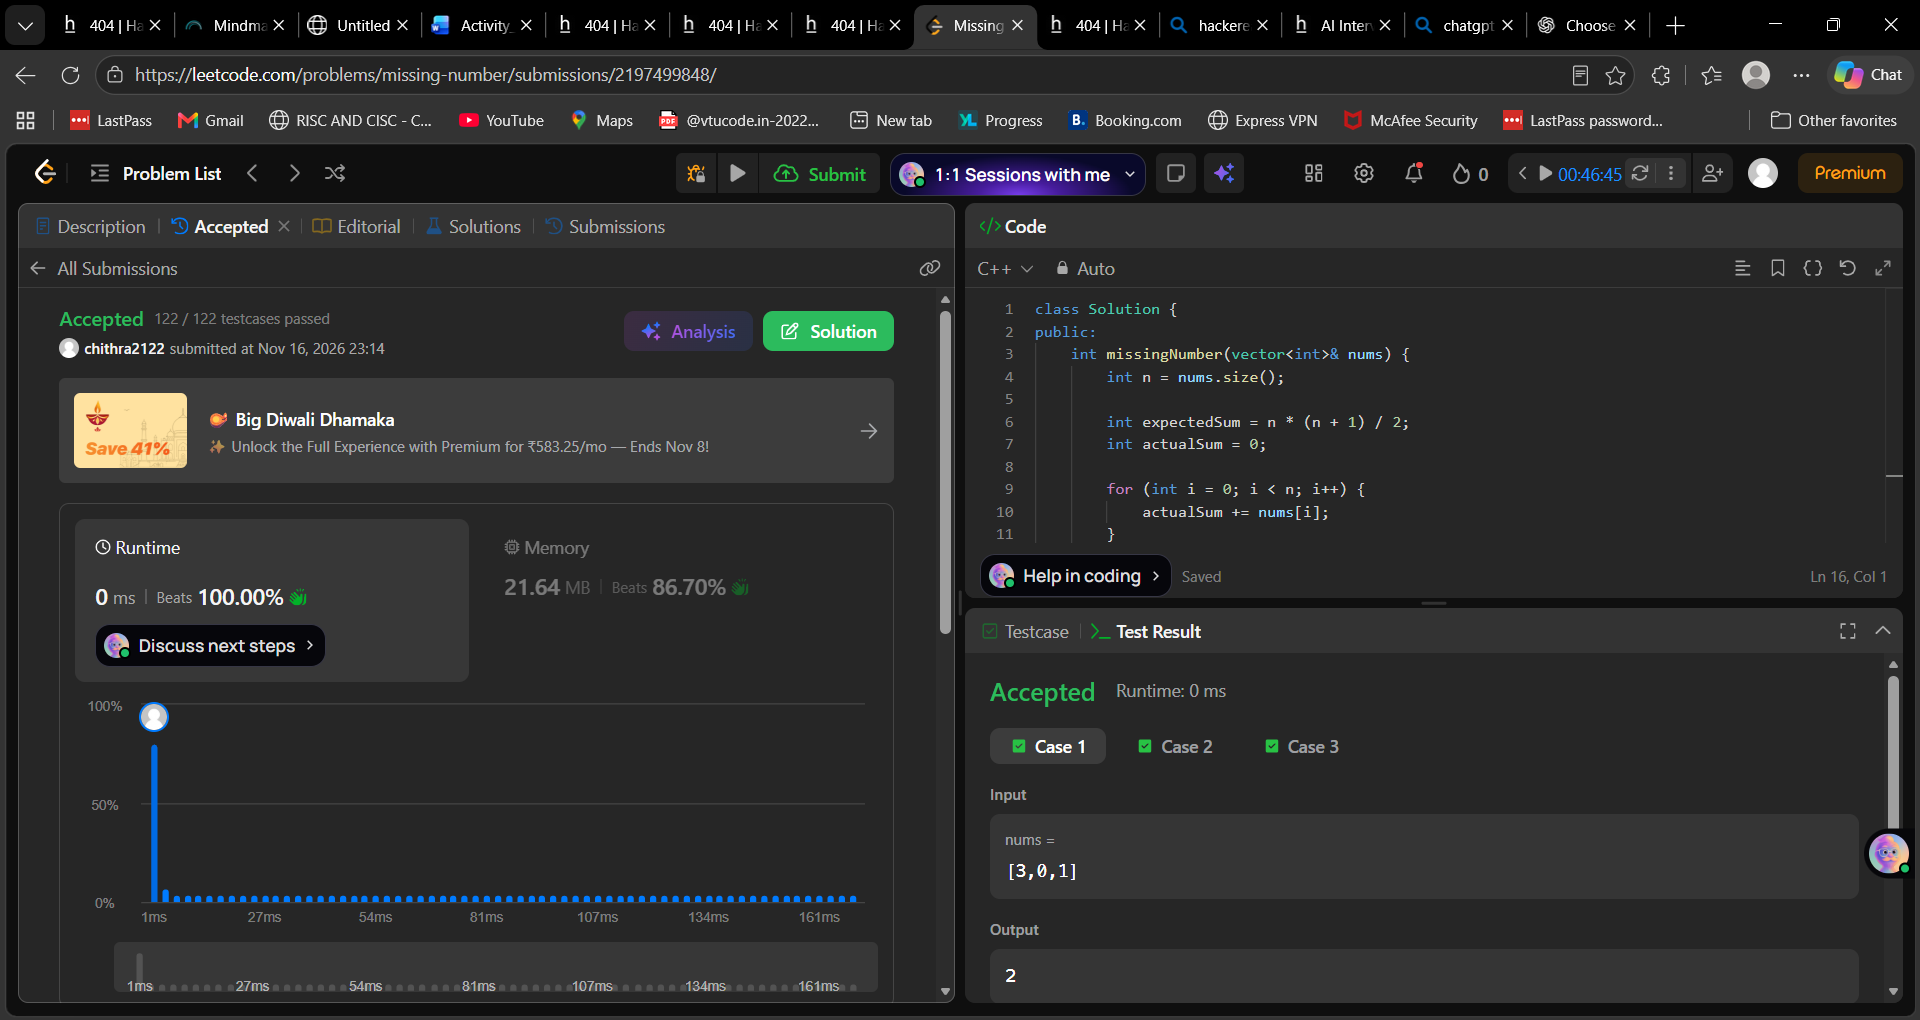 404 | Ha
Mindma
Untitled
Activity_
404 | Ha
404 | Ha
404 | Ha
Missing
404 | Ha
hackere
AI Inter
chatgpt
Choose
https://leetcode.com/problems/missing-number/submissions/2197499848/
Chat
LastPass
Gmail
RISC AND CISC - C...
YouTube
Maps
@vtucode.in-2022...
New tab
Progress
Booking.com
Express VPN
McAfee Security
LastPass password...
Other favorites
Problem List
Submit
1:1 Sessions with me
0
00:46:45
Premium
Description
Accepted
Editorial
Solutions
Submissions
All Submissions
Accepted 122 / 122 testcases passed
chithra2122 submitted at Nov 16, 2026 23:14
Analysis
Solution
Save 41%
Big Diwali Dhamaka
Unlock the Full Experience with Premium for ₹583.25/mo — Ends Nov 8!
Runtime
0 ms | Beats 100.00%
Discuss next steps
Memory
21.64 MB | Beats 86.70%
100%
50%
0%
1ms 27ms 54ms 81ms 107ms 134ms 161ms
1ms 27ms 54ms 81ms 107ms 134ms 161ms
</> Code
C++
Auto
1 class Solution {
2 public:
3 int missingNumber(vector<int>& nums) {
4 int n = nums.size();
5
6 int expectedSum = n * (n + 1) / 2;
7 int actualSum = 0;
8
9 for (int i = 0; i < n; i++) {
10 actualSum += nums[i];
11 }
Help in coding
Saved
Ln 16, Col 1
Testcase
Test Result
Accepted Runtime: 0 ms
Case 1
Case 2
Case 3
Input
nums =
[3,0,1]
Output
2